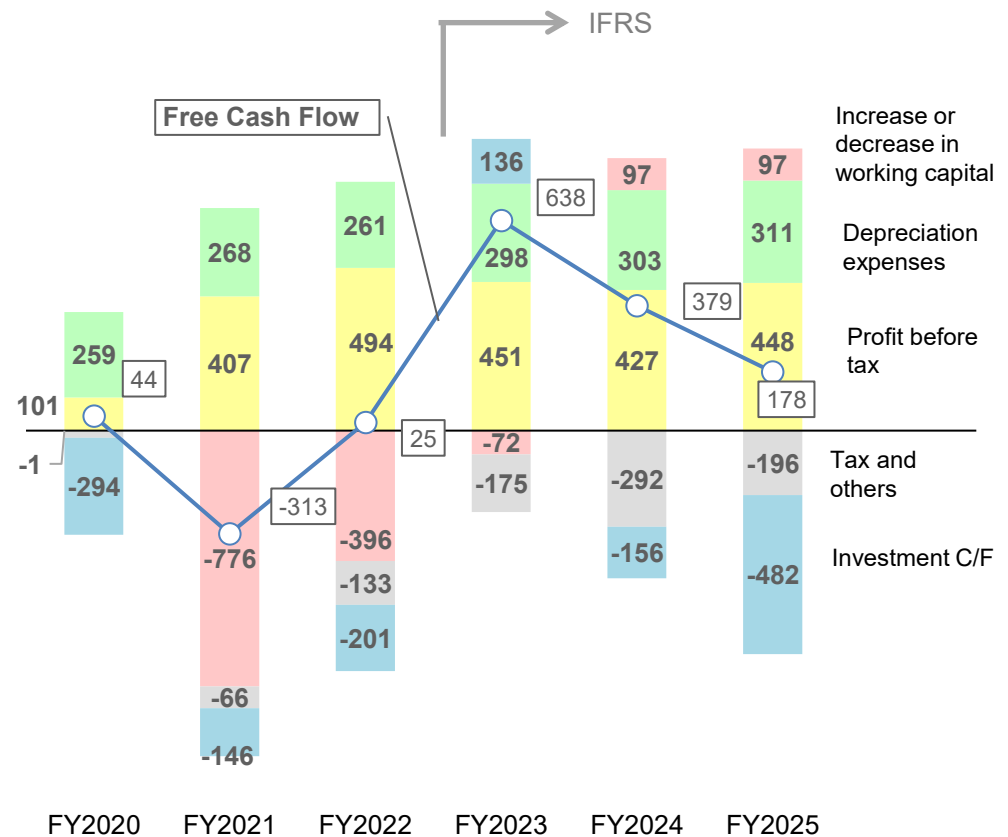 IFRS
Free Cash Flow
Increase or
decrease in
working capital
Depreciation
expenses
Profit before
tax
Tax and
others
Investment C/F
259
101
44
-1
-294
268
407
-313
-776
-66
-146
261
494
25
-396
-133
-201
136
638
298
451
-72
-175
97
303
379
427
-292
-156
97
311
448
178
-196
-482
FY2020 FY2021 FY2022 FY2023 FY2024 FY2025